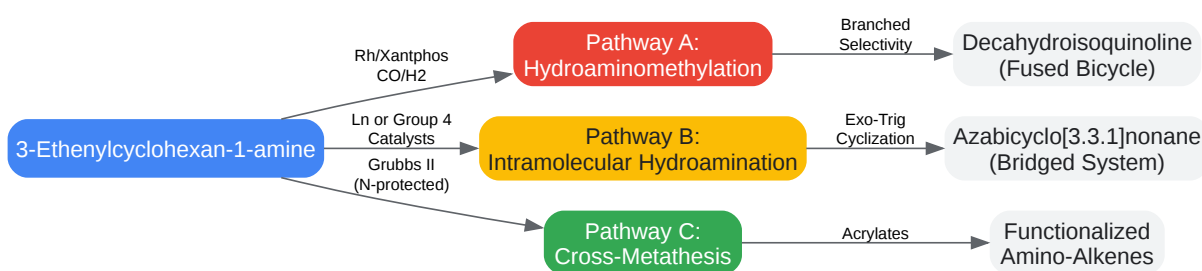 3-Ethenylcyclohexan-1-amine
Rh/Xantphos
CO/H2
Pathway A:
Hydroaminomethylation
Branched
Selectivity
Decahydroisoquinoline
(Fused Bicycle)
Ln or Group 4
Catalysts
Pathway B:
Intramolecular Hydroamination
Exo-Trig
Cyclization
Azabicyclo[3.3.1]nonane
(Bridged System)
Grubbs II
(N-protected)
Pathway C:
Cross-Metathesis
Acrylates
Functionalized
Amino-Alkenes